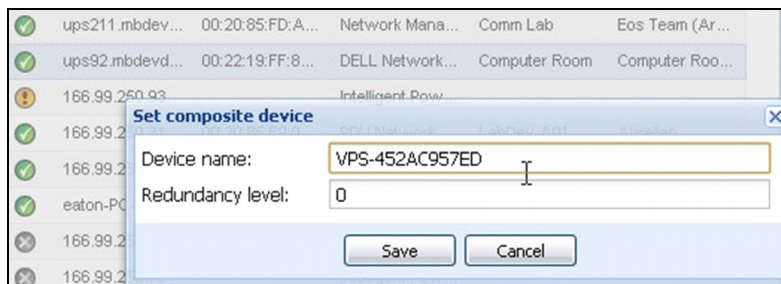 ups211.mbdev... 00:20:85:FD:A... Network Mana... Comm Lab Eos Team (Ar...
ups92.mbdevd... 00:22:19:FF:8... DELL Network... Computer Room Computer Roo...
166.99.250.93 Intelligent Pow...
Set composite device
166.99.2
Device name: VPS-452AC957ED
166.99.2
Redundancy level: 0
eaton-PC
166.99.2
Save Cancel
166.99.2